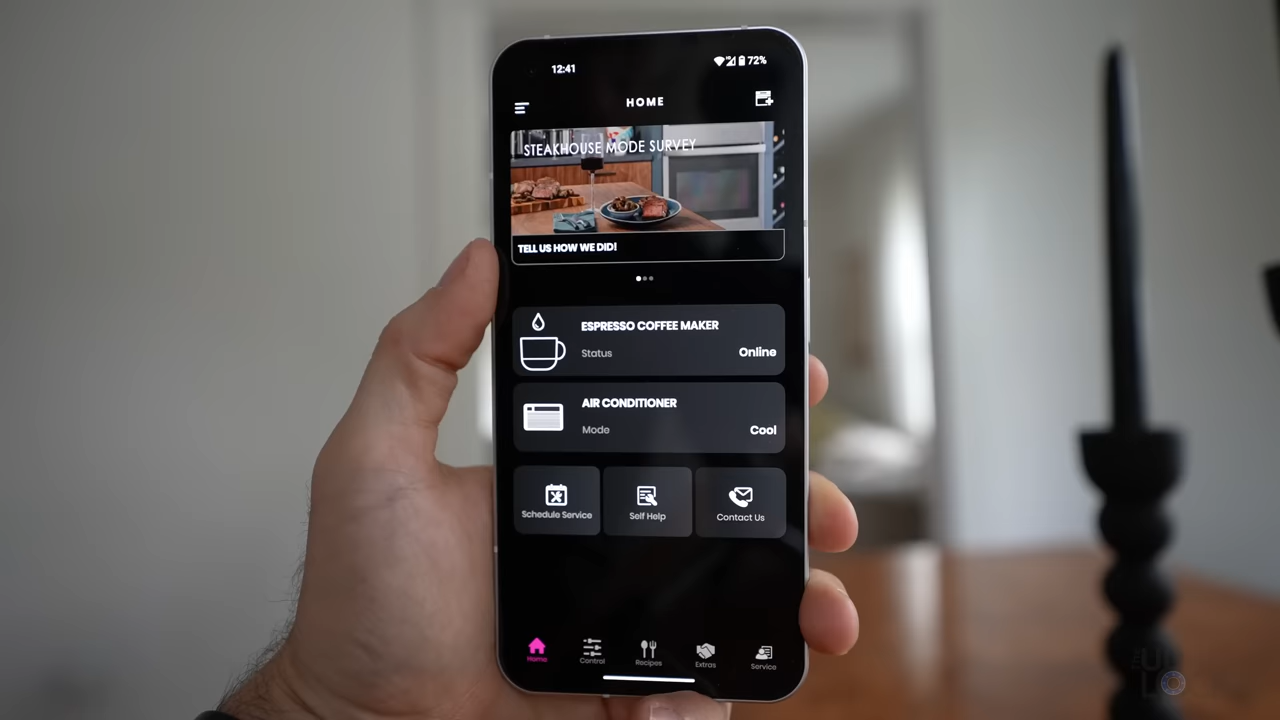 12:41
72%
HOME
STEAKHOUSE MODE SURVEY
TELL US HOW WE DID!
ESPRESSO COFFEE MAKER
Status
Online
AIR CONDITIONER
Mode
Cool
Schedule Service
Self Help
Contact Us
Home
Control
Recipes
Extras
Service